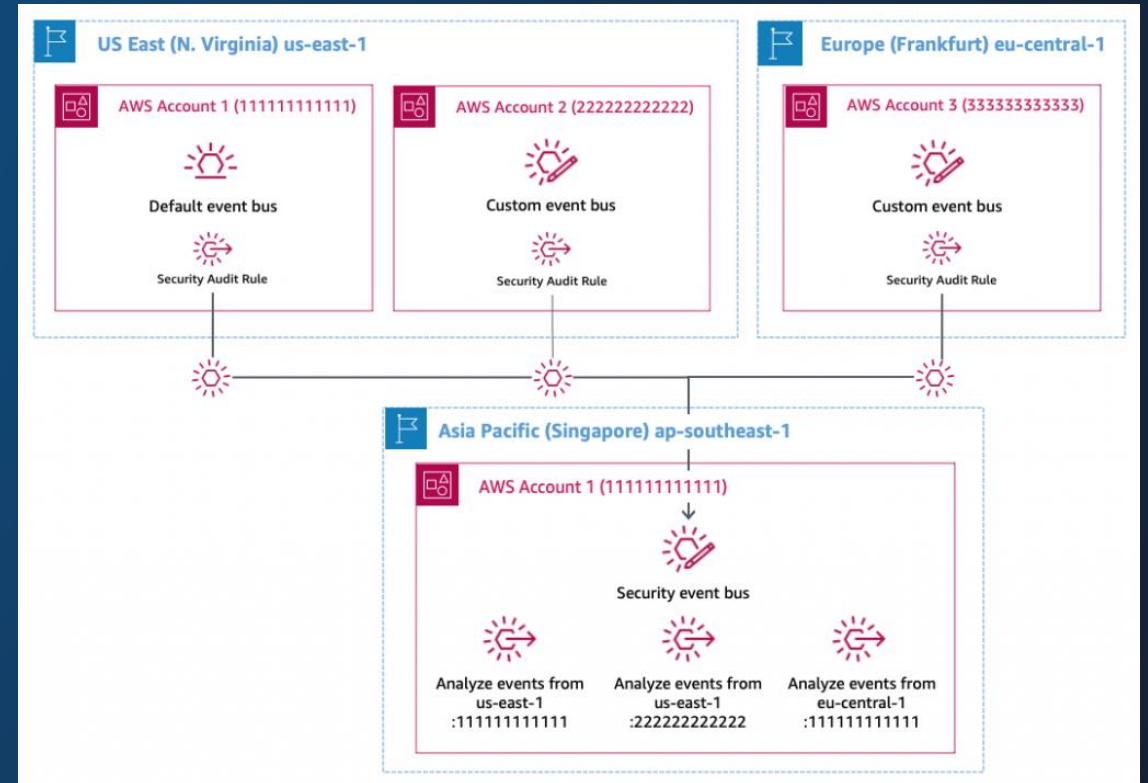 US East (N. Virginia) us-east-1
Europe (Frankfurt) eu-central-1
AWS Account 1 (111111111111)
AWS Account 2 (222222222222)
AWS Account 3 (333333333333)
Default event bus
Custom event bus
Custom event bus
Security Audit Rule
Security Audit Rule
Security Audit Rule
Asia Pacific (Singapore) ap-southeast-1
AWS Account 1 (111111111111)
Security event bus
Analyze events from
us-east-1
:111111111111
Analyze events from
us-east-1
:222222222222
Analyze events from
eu-central-1
:111111111111